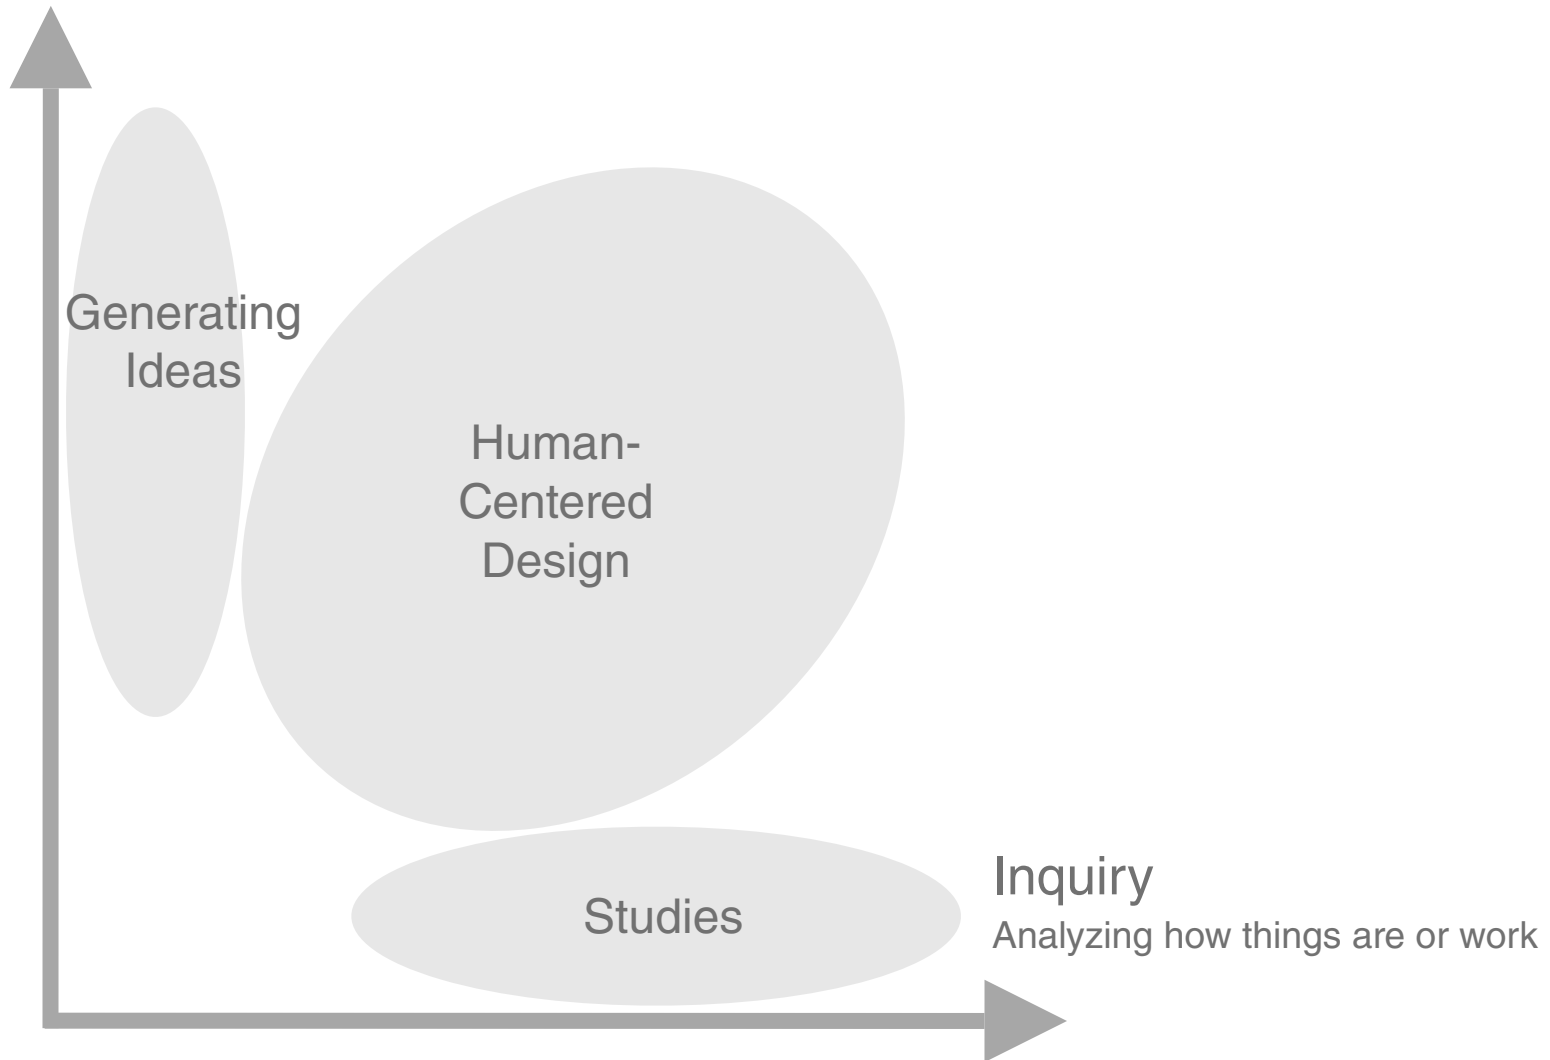 Generating
Ideas
Human-
Centered
Design
Studies
Inquiry
Analyzing how things are or work